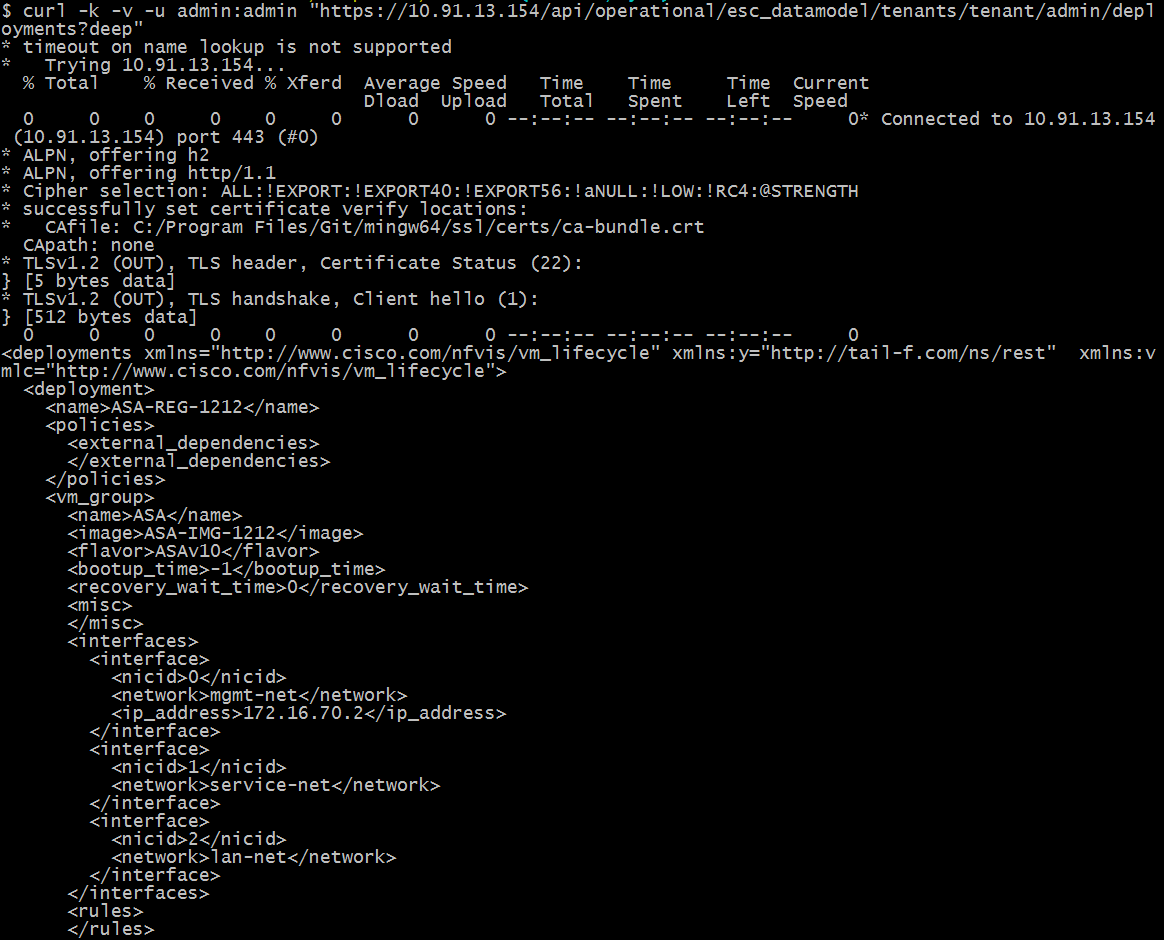 $ curl -k -v -u admin:admin "https://10.91.13.154/api/operational/esc_datamodel/tenants/tenant/admin/depl
oyments?deep"
* timeout on name lookup is not supported
*   Trying 10.91.13.154...
  % Total    % Received % Xferd  Average Speed   Time    Time     Time  Current
                                 Dload  Upload   Total   Spent    Left  Speed
  0     0    0     0    0     0      0      0 --:--:-- --:--:-- --:--:--     0* Connected to 10.91.13.154
 (10.91.13.154) port 443 (#0)
* ALPN, offering h2
* ALPN, offering http/1.1
* Cipher selection: ALL:!EXPORT:!EXPORT40:!EXPORT56:!aNULL:!LOW:!RC4:@STRENGTH
* successfully set certificate verify locations:
*   CAfile: C:/Program Files/Git/mingw64/ssl/certs/ca-bundle.crt
  CApath: none
* TLSv1.2 (OUT), TLS header, Certificate Status (22):
} [5 bytes data]
* TLSv1.2 (OUT), TLS handshake, Client hello (1):
} [512 bytes data]
  0     0    0     0    0     0      0      0 --:--:-- --:--:-- --:--:--     0
<deployments xmlns="http://www.cisco.com/nfvis/vm_lifecycle" xmlns:y="http://tail-f.com/ns/rest"  xmlns:v
mlc="http://www.cisco.com/nfvis/vm_lifecycle">
  <deployment>
    <name>ASA-REG-1212</name>
    <policies>
      <external_dependencies>
      </external_dependencies>
    </policies>
    <vm_group>
      <name>ASA</name>
      <image>ASA-IMG-1212</image>
      <flavor>ASAv10</flavor>
      <bootup_time>-1</bootup_time>
      <recovery_wait_time>0</recovery_wait_time>
      <misc>
      </misc>
      <interfaces>
        <interface>
          <nicid>0</nicid>
          <network>mgmt-net</network>
          <ip_address>172.16.70.2</ip_address>
        </interface>
        <interface>
          <nicid>1</nicid>
          <network>service-net</network>
        </interface>
        <interface>
          <nicid>2</nicid>
          <network>lan-net</network>
        </interface>
      </interfaces>
      <rules>
      </rules>